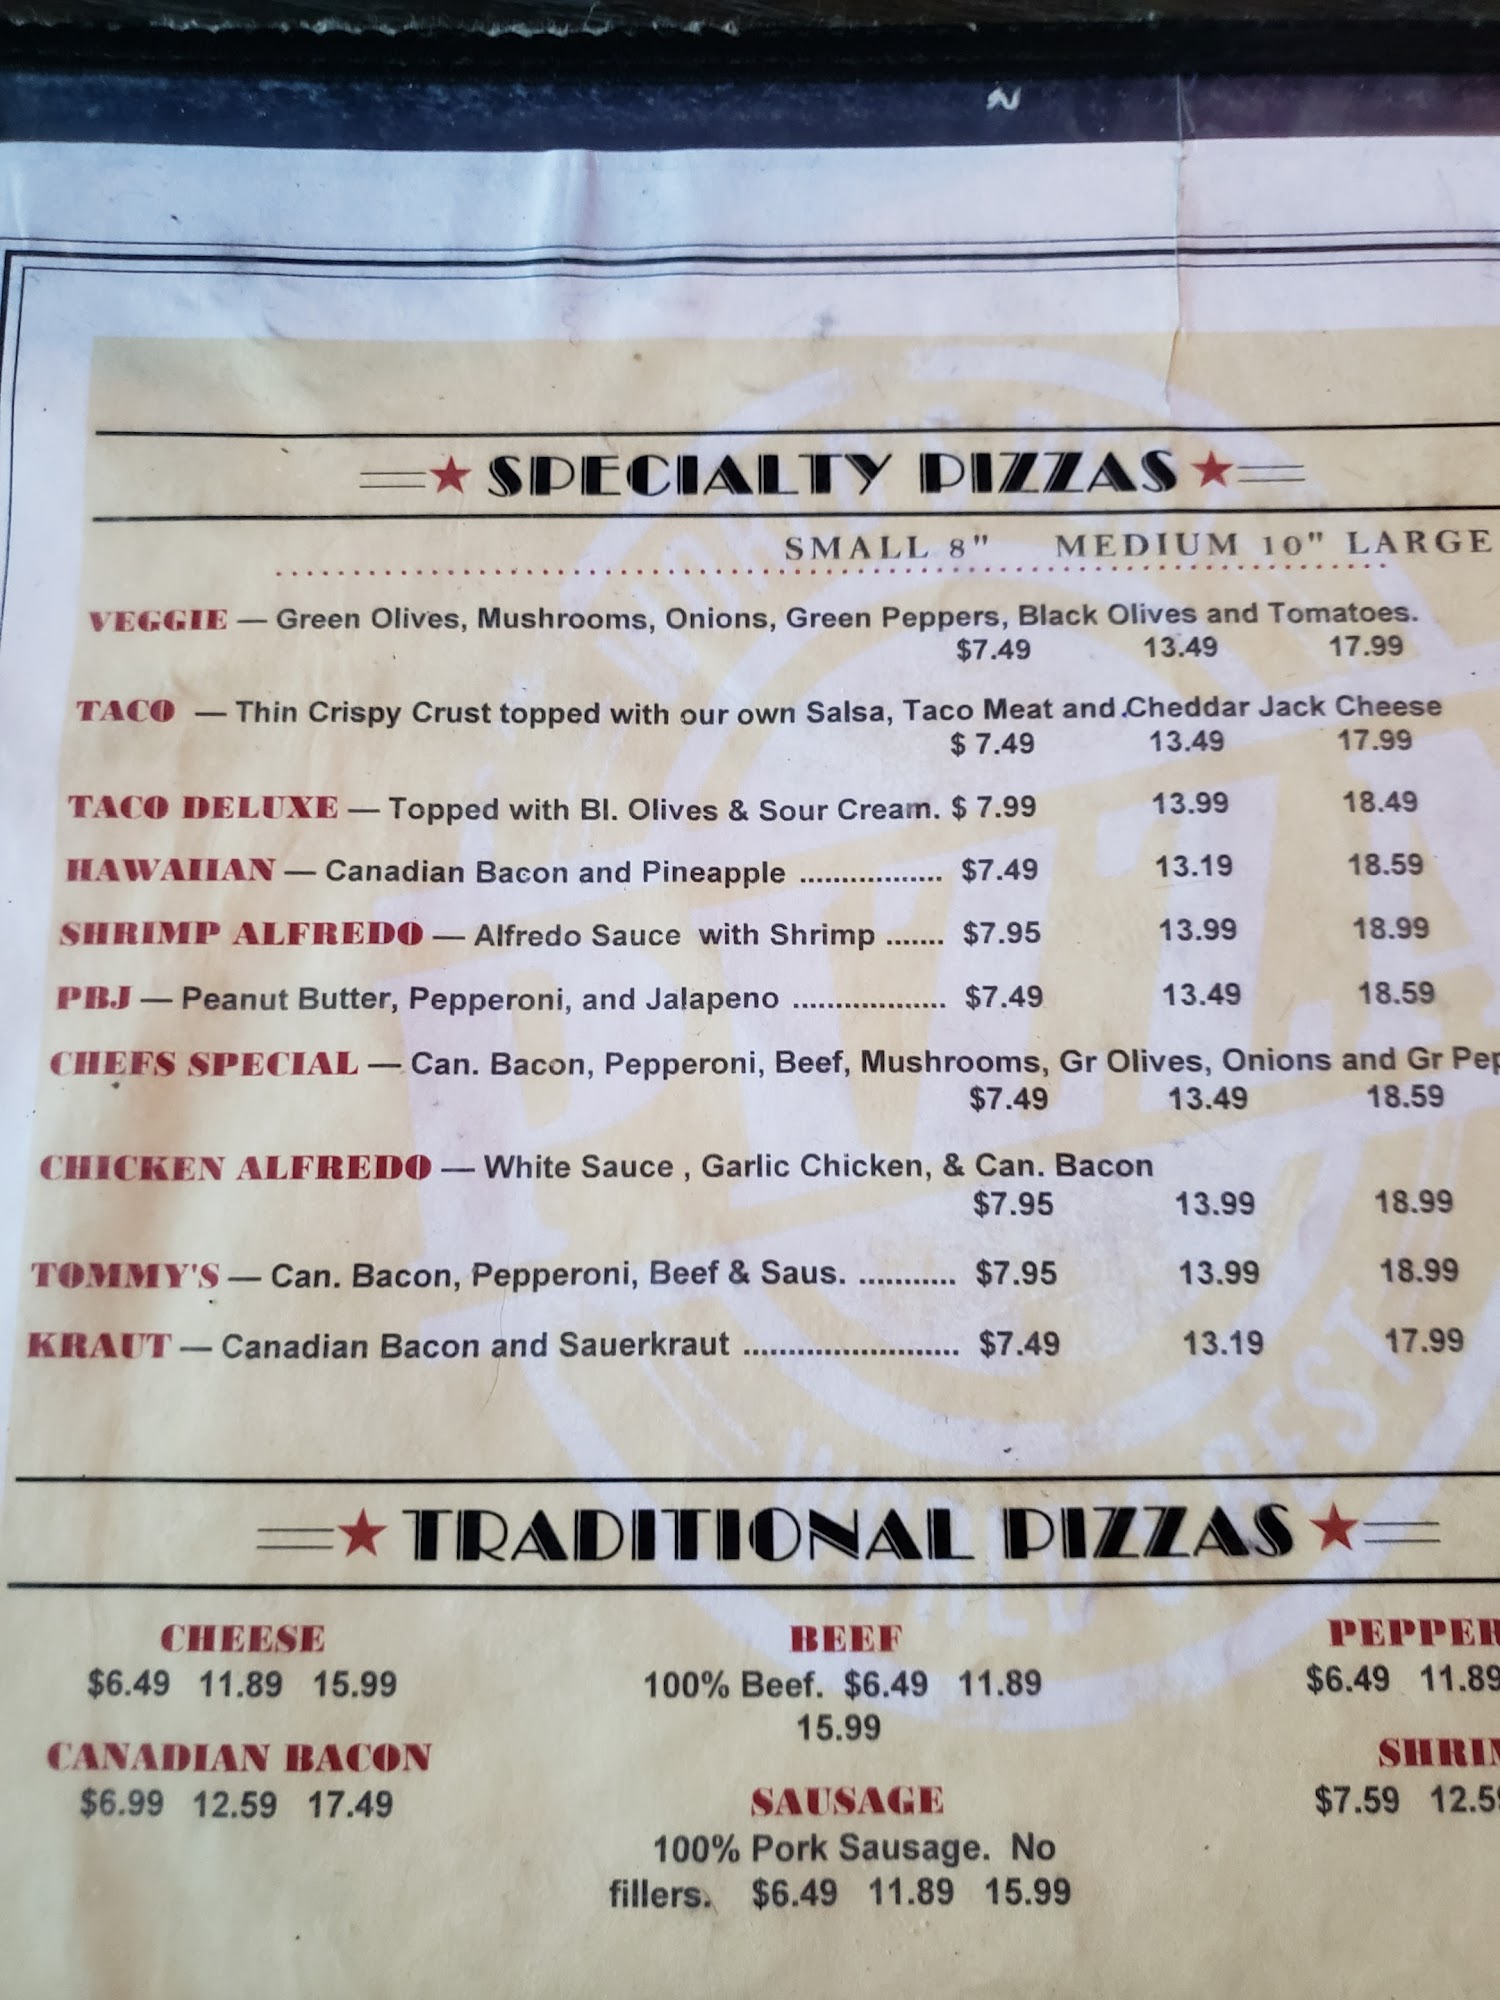 SPECIALTY PIZZAS
SMALL 8" MEDIUM 10" LARGE
VEGGIE — Green Olives, Mushrooms, Onions, Green Peppers, Black Olives and Tomatoes.
$7.49 13.49 17.99
TACO — Thin Crispy Crust topped with our own Salsa, Taco Meat and Cheddar Jack Cheese
$ 7.49 13.49 17.99
TACO DELUXE — Topped with Bl. Olives & Sour Cream. $ 7.99 13.99 18.49
HAWAIIAN — Canadian Bacon and Pineapple ................. $7.49 13.19 18.59
SHRIMP ALFREDO — Alfredo Sauce with Shrimp ....... $7.95 13.99 18.99
PBJ — Peanut Butter, Pepperoni, and Jalapeno .................. $7.49 13.49 18.59
CHEFS SPECIAL — Can. Bacon, Pepperoni, Beef, Mushrooms, Gr Olives, Onions and Gr Pep
$7.49 13.49 18.59
CHICKEN ALFREDO — White Sauce , Garlic Chicken, & Can. Bacon
$7.95 13.99 18.99
TOMMY'S — Can. Bacon, Pepperoni, Beef & Saus. ........... $7.95 13.99 18.99
KRAUT — Canadian Bacon and Sauerkraut ........................ $7.49 13.19 17.99
TRADITIONAL PIZZAS
CHEESE
$6.49 11.89 15.99
CANADIAN BACON
$6.99 12.59 17.49
BEEF
100% Beef. $6.49 11.89
15.99
SAUSAGE
100% Pork Sausage. No
fillers. $6.49 11.89 15.99
PEPPER
$6.49 11.89
SHRIM
$7.59 12.59